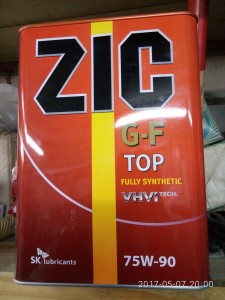 ZIC
G-F
TOP
FULLY SYNTHETIC
VHVI TECH.
SK lubricants
75W-90
2017-05-07 20:00